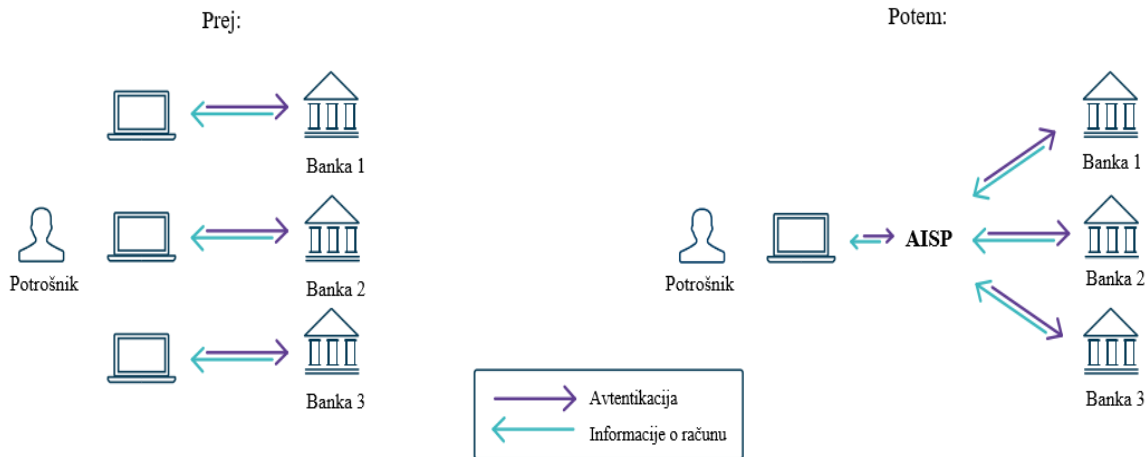 Prej:
Potem:
Banka 1
Banka 2
Banka 3
Potrošnik
Potrošnik
AISP
Banka 1
Banka 2
Banka 3
Avtentikacija
Informacije o računu